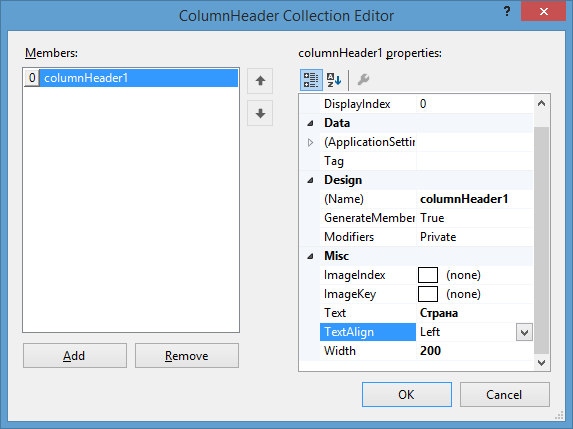 ColumnHeader Collection Editor
?
Members:
0 columnHeader1
Add
Remove
columnHeader1 properties:
DisplayIndex 0
Data
(ApplicationSettin
Tag
Design
(Name) columnHeader1
GenerateMember True
Modifiers Private
Misc
ImageIndex (none)
ImageKey (none)
Text Страна
TextAlign Left
Width 200
OK
Cancel